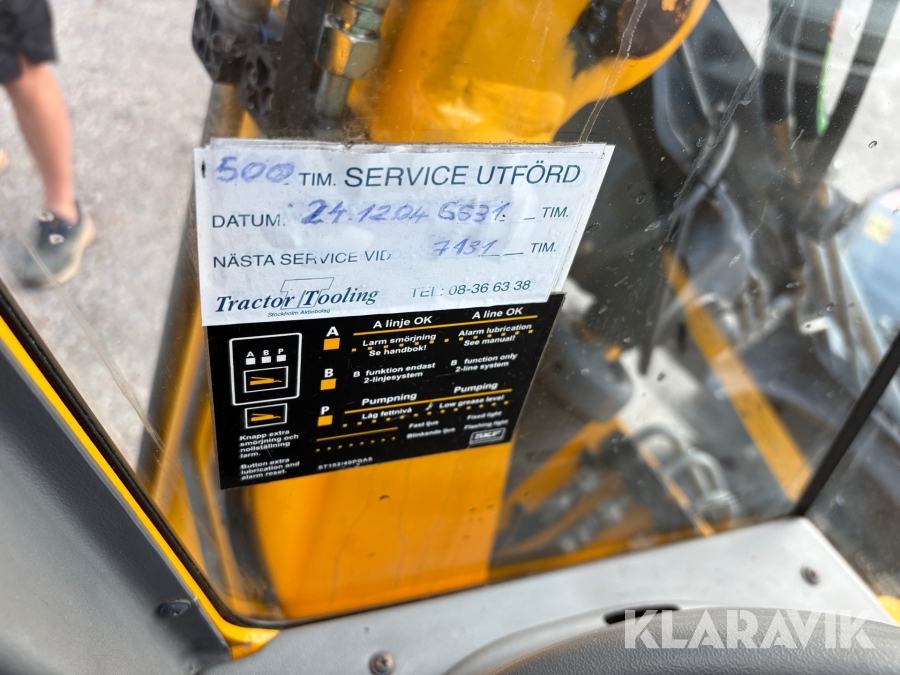 500 TIM. SERVICE UTFÖRD
DATUM. 24.1204 6631. TIM.
NÄSTA SERVICE VID 7131 TIM.
Tractor Tooling TEL: 08-36 63 38
Stockholm Aktiebolag
A B P
A A linje OK A line OK
Larm smörjning Alarm lubrication
Se handbok! See manual!
B B funktion endast B function only
2-linjesystem 2-line system
P Pumpning Pumping
Låg fettnivå Low grease level
Fast ljus Fixed light
Blinkande ljus Flashing light
Knapp extra
smörjning och
nollställning
larm.
Button extra
lubrication and
alarm reset.
SKF
KLARAVIK